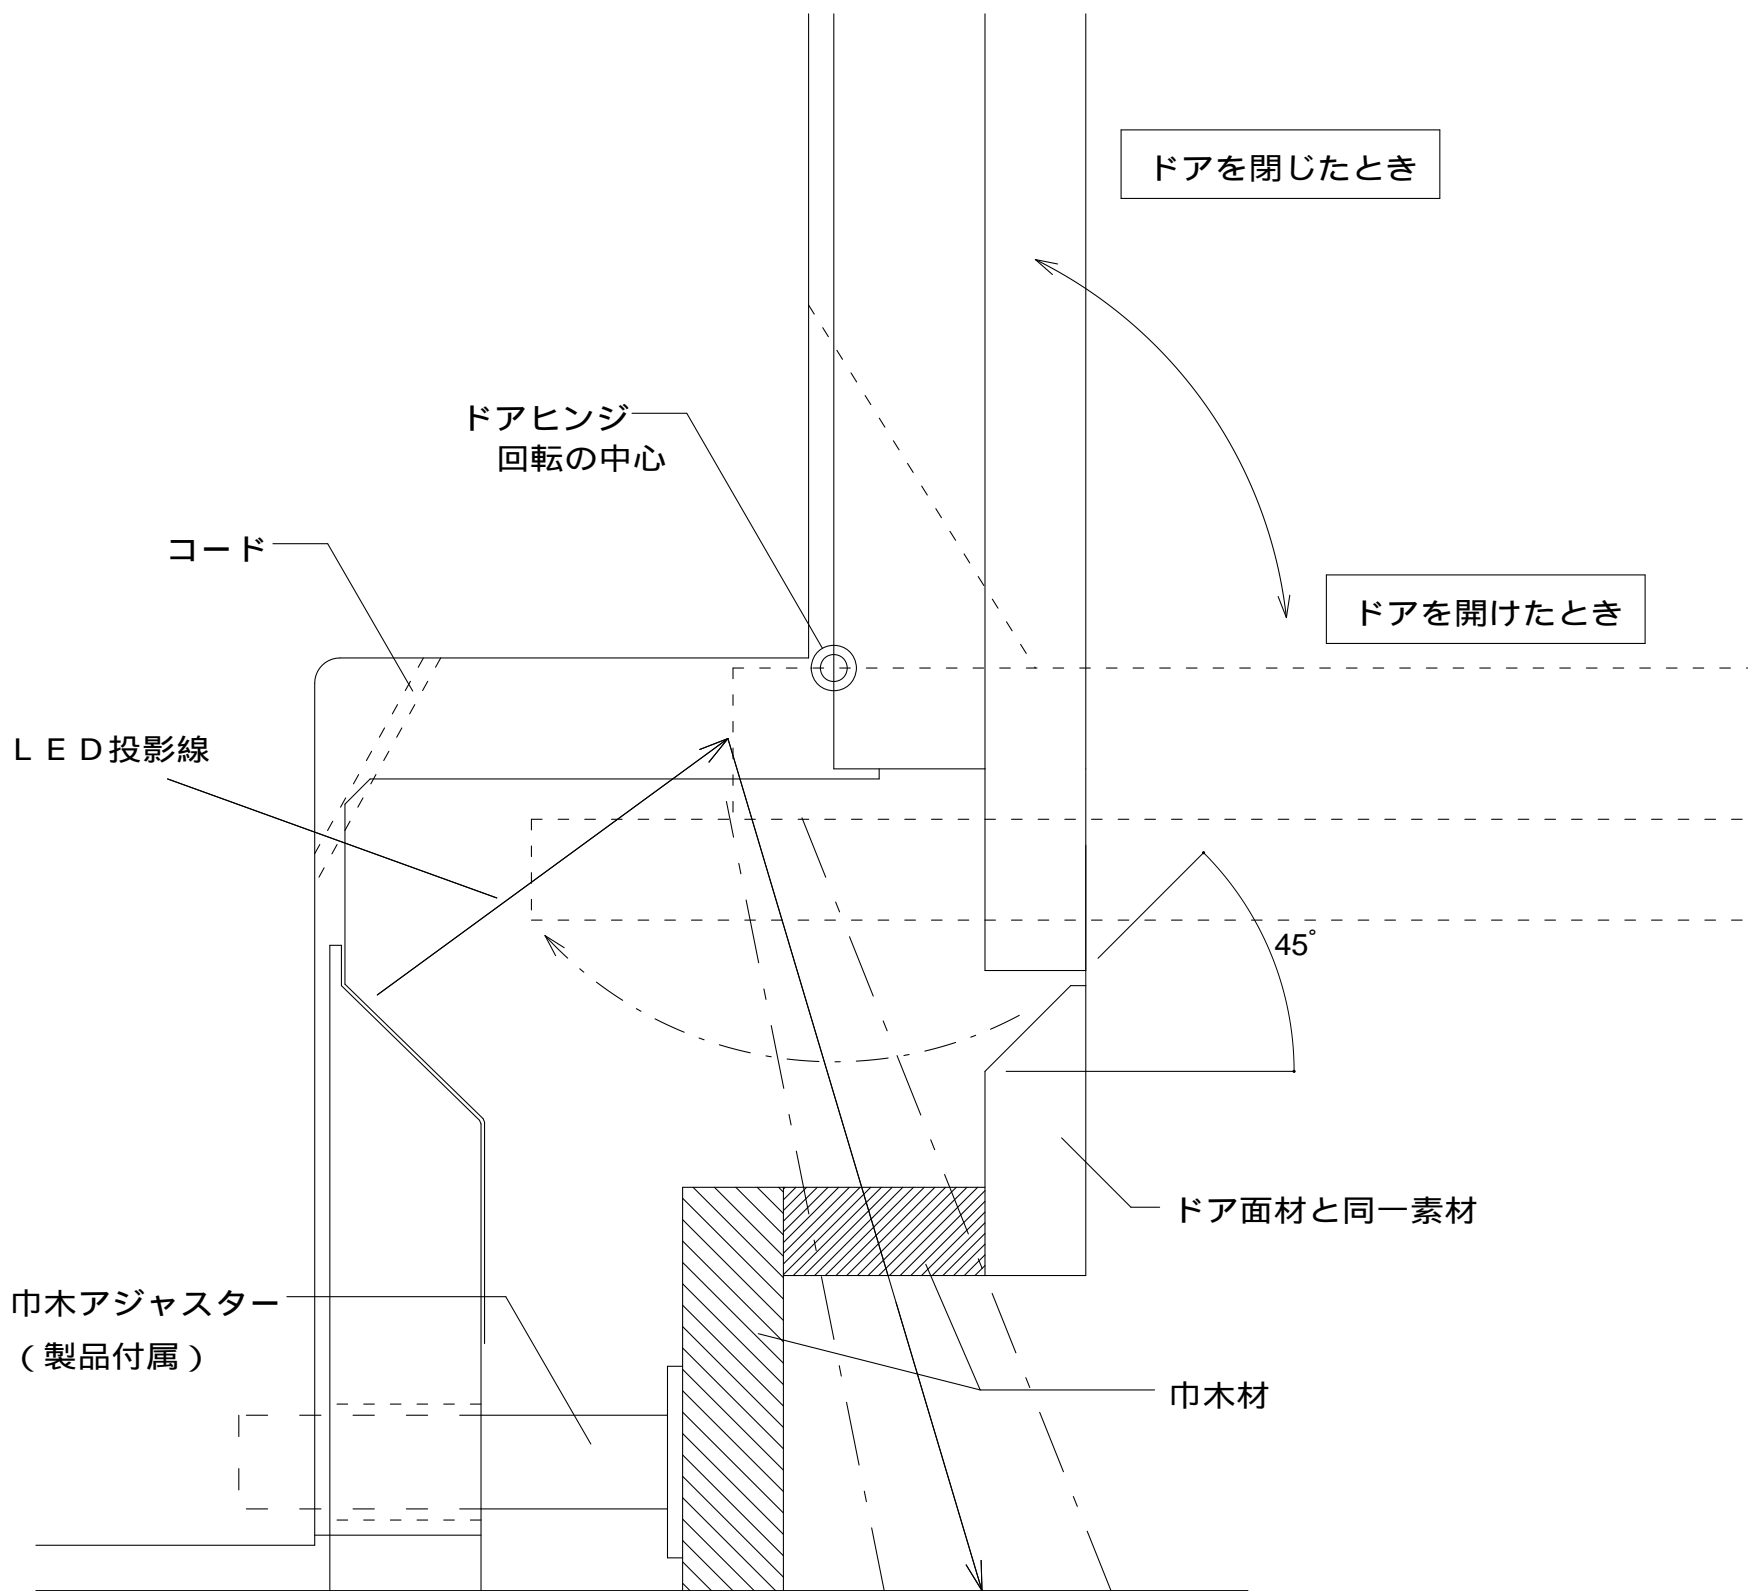 ドアを閉じたとき
ドアヒンジ
回転の中心
コード
ドアを開けたとき
ＬＥＤ投影線
45°
ドア面材と同一素材
巾木アジャスター
（製品付属）
巾木材